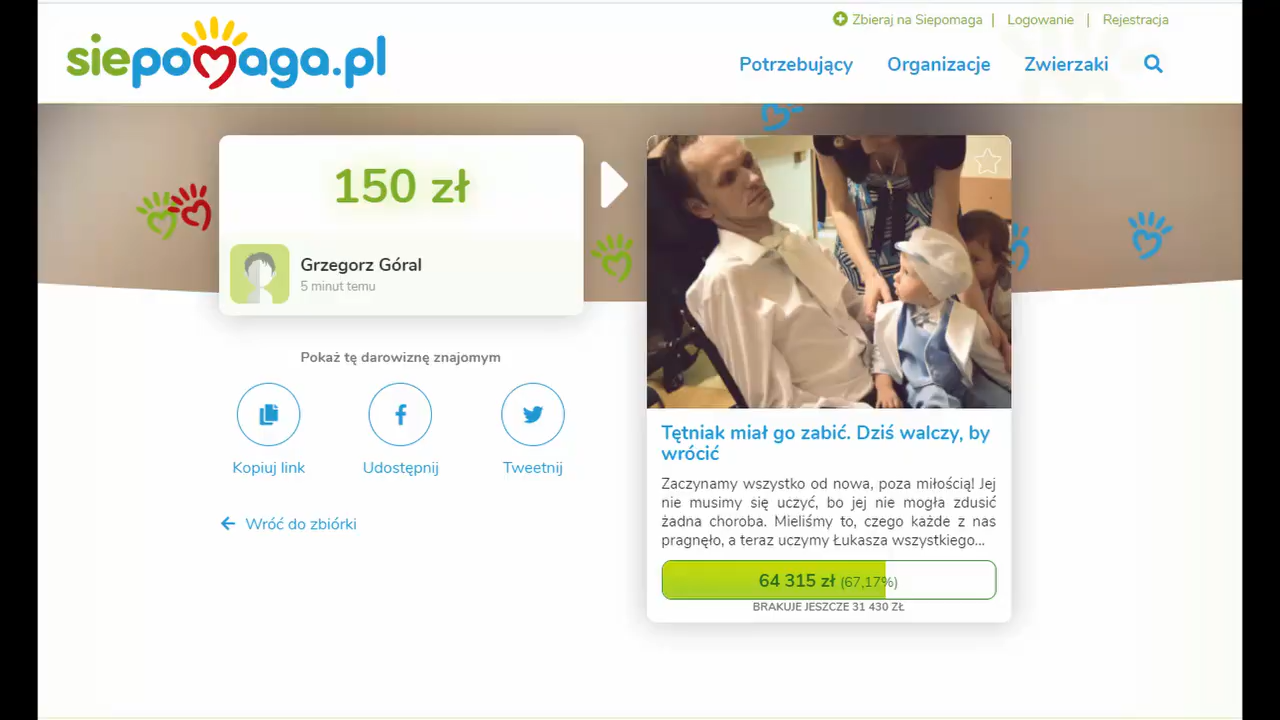 Zbieraj na Siepomaga | Logowanie | Rejestracja
siepomaga.pl
Potrzebujący Organizacje Zwierzaki
150 zł
Grzegorz Góral
5 minut temu
Pokaż tę darowiznę znajomym
Kopiuj link Udostępnij Tweetnij
Wróć do zbiórki
Tętniak miał go zabić. Dziś walczy, by
wrócić
Zaczynamy wszystko od nowa, poza miłością! Jej
nie musimy się uczyć, bo jej nie mogła zdusić
żadna choroba. Mieliśmy to, czego każde z nas
pragnęło, a teraz uczymy Łukasza wszystkiego...
64 315 zł (67,17%)
BRAKUJE JESZCZE 31 430 ZŁ